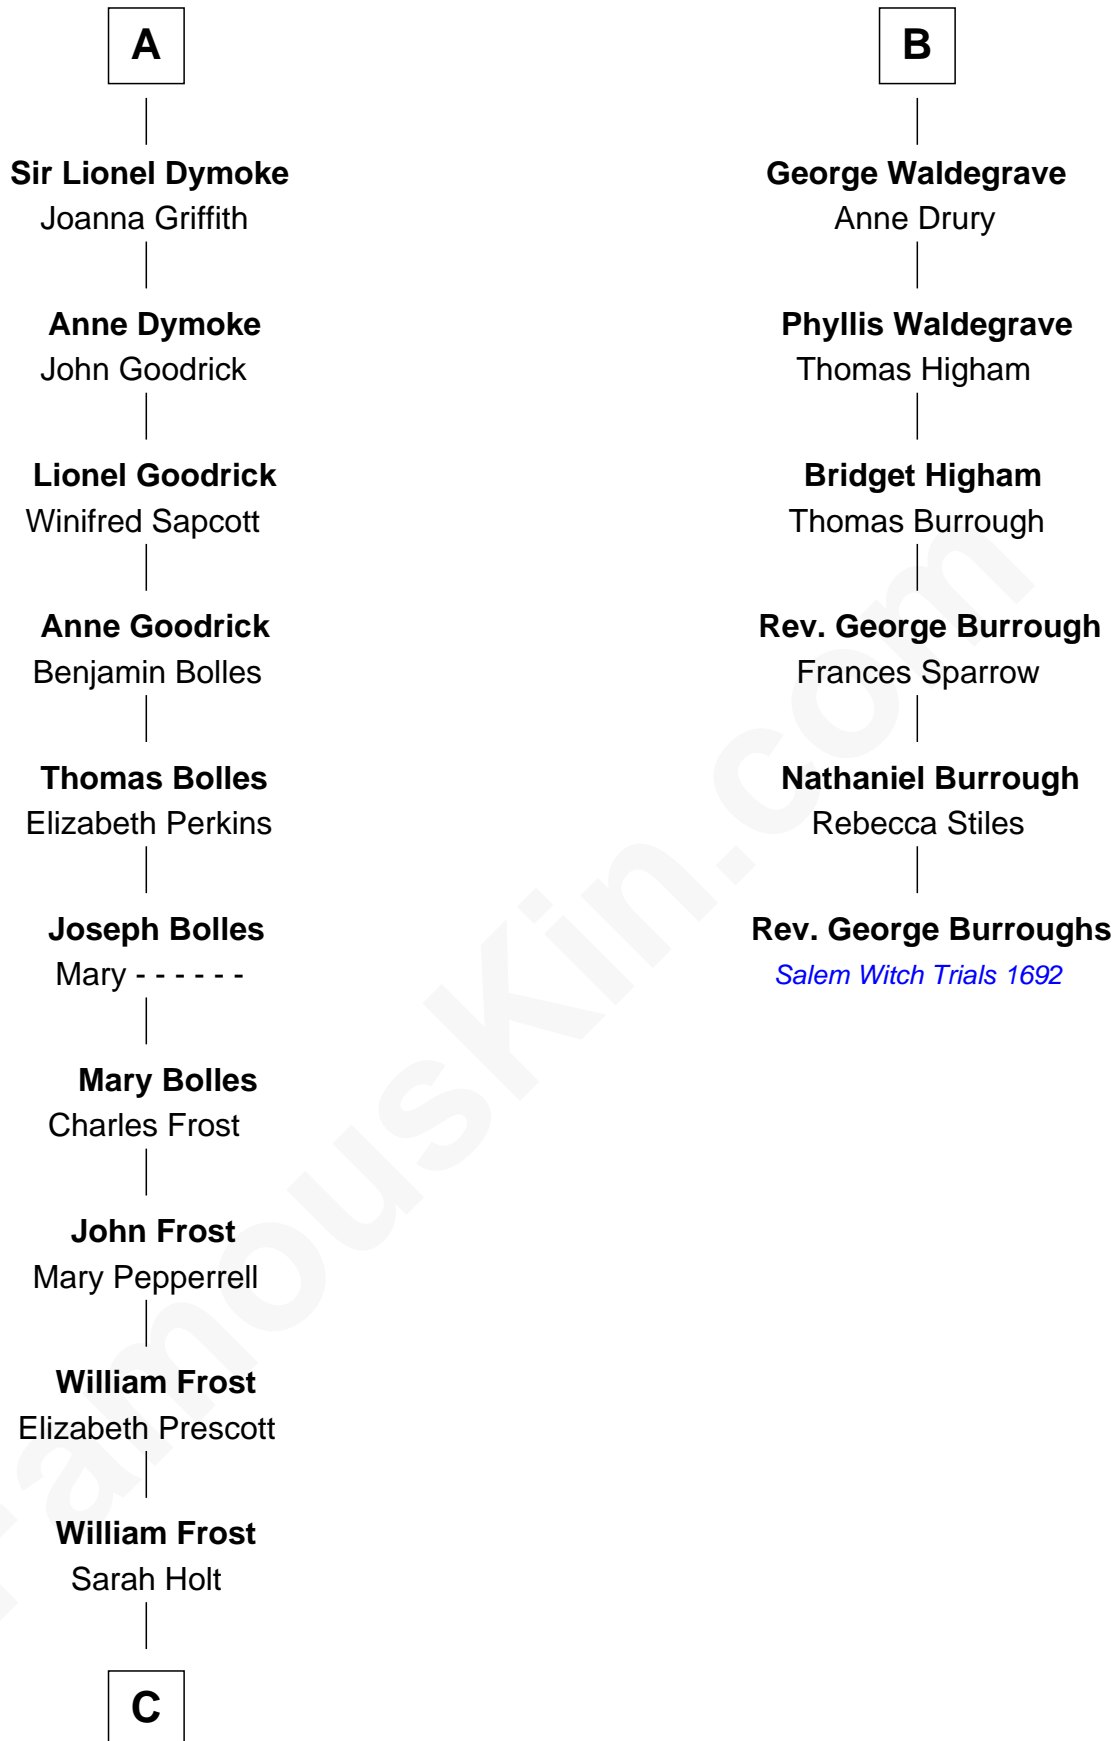 A
Sir Lionel Dymoke
Joanna Griffith
Anne Dymoke
John Goodrick
Lionel Goodrick
Winifred Sapcott
Anne Goodrick
Benjamin Bolles
Thomas Bolles
Elizabeth Perkins
Joseph Bolles
Mary - - - - - -
Mary Bolles
Charles Frost
John Frost
Mary Pepperrell
William Frost
Elizabeth Prescott
William Frost
Sarah Holt
C
B
George Waldegrave
Anne Drury
Phyllis Waldegrave
Thomas Higham
Bridget Higham
Thomas Burrough
Rev. George Burrough
Frances Sparrow
Nathaniel Burrough
Rebecca Stiles
Rev. George Burroughs
Salem Witch Trials 1692
FamousKin.com